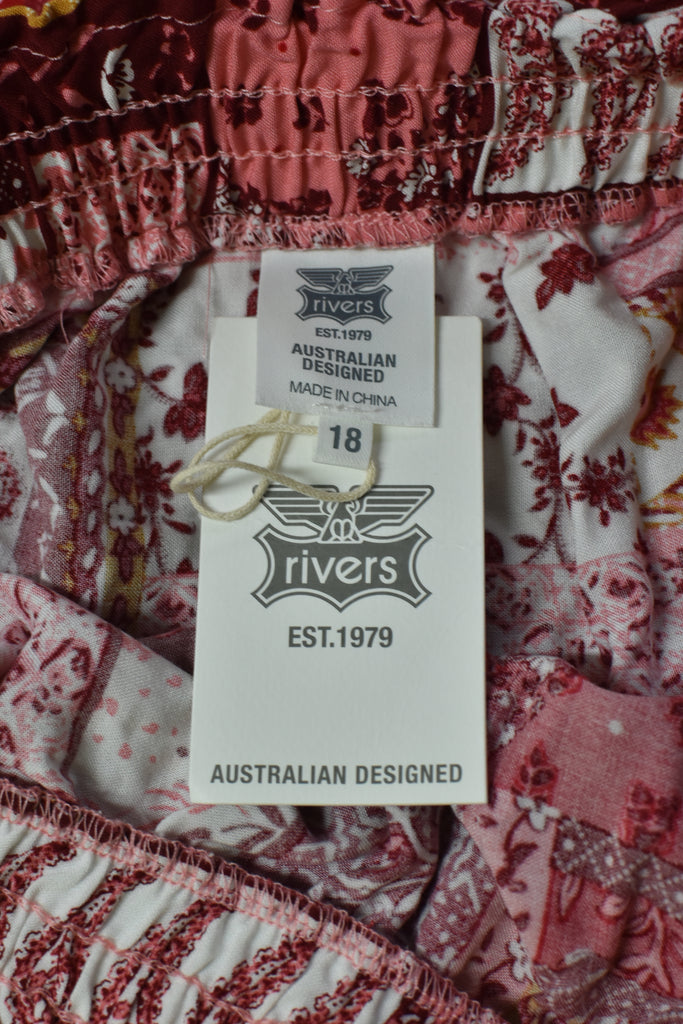 rivers
EST.1979
AUSTRALIAN
DESIGNED
MADE IN CHINA
18
rivers
EST.1979
AUSTRALIAN DESIGNED